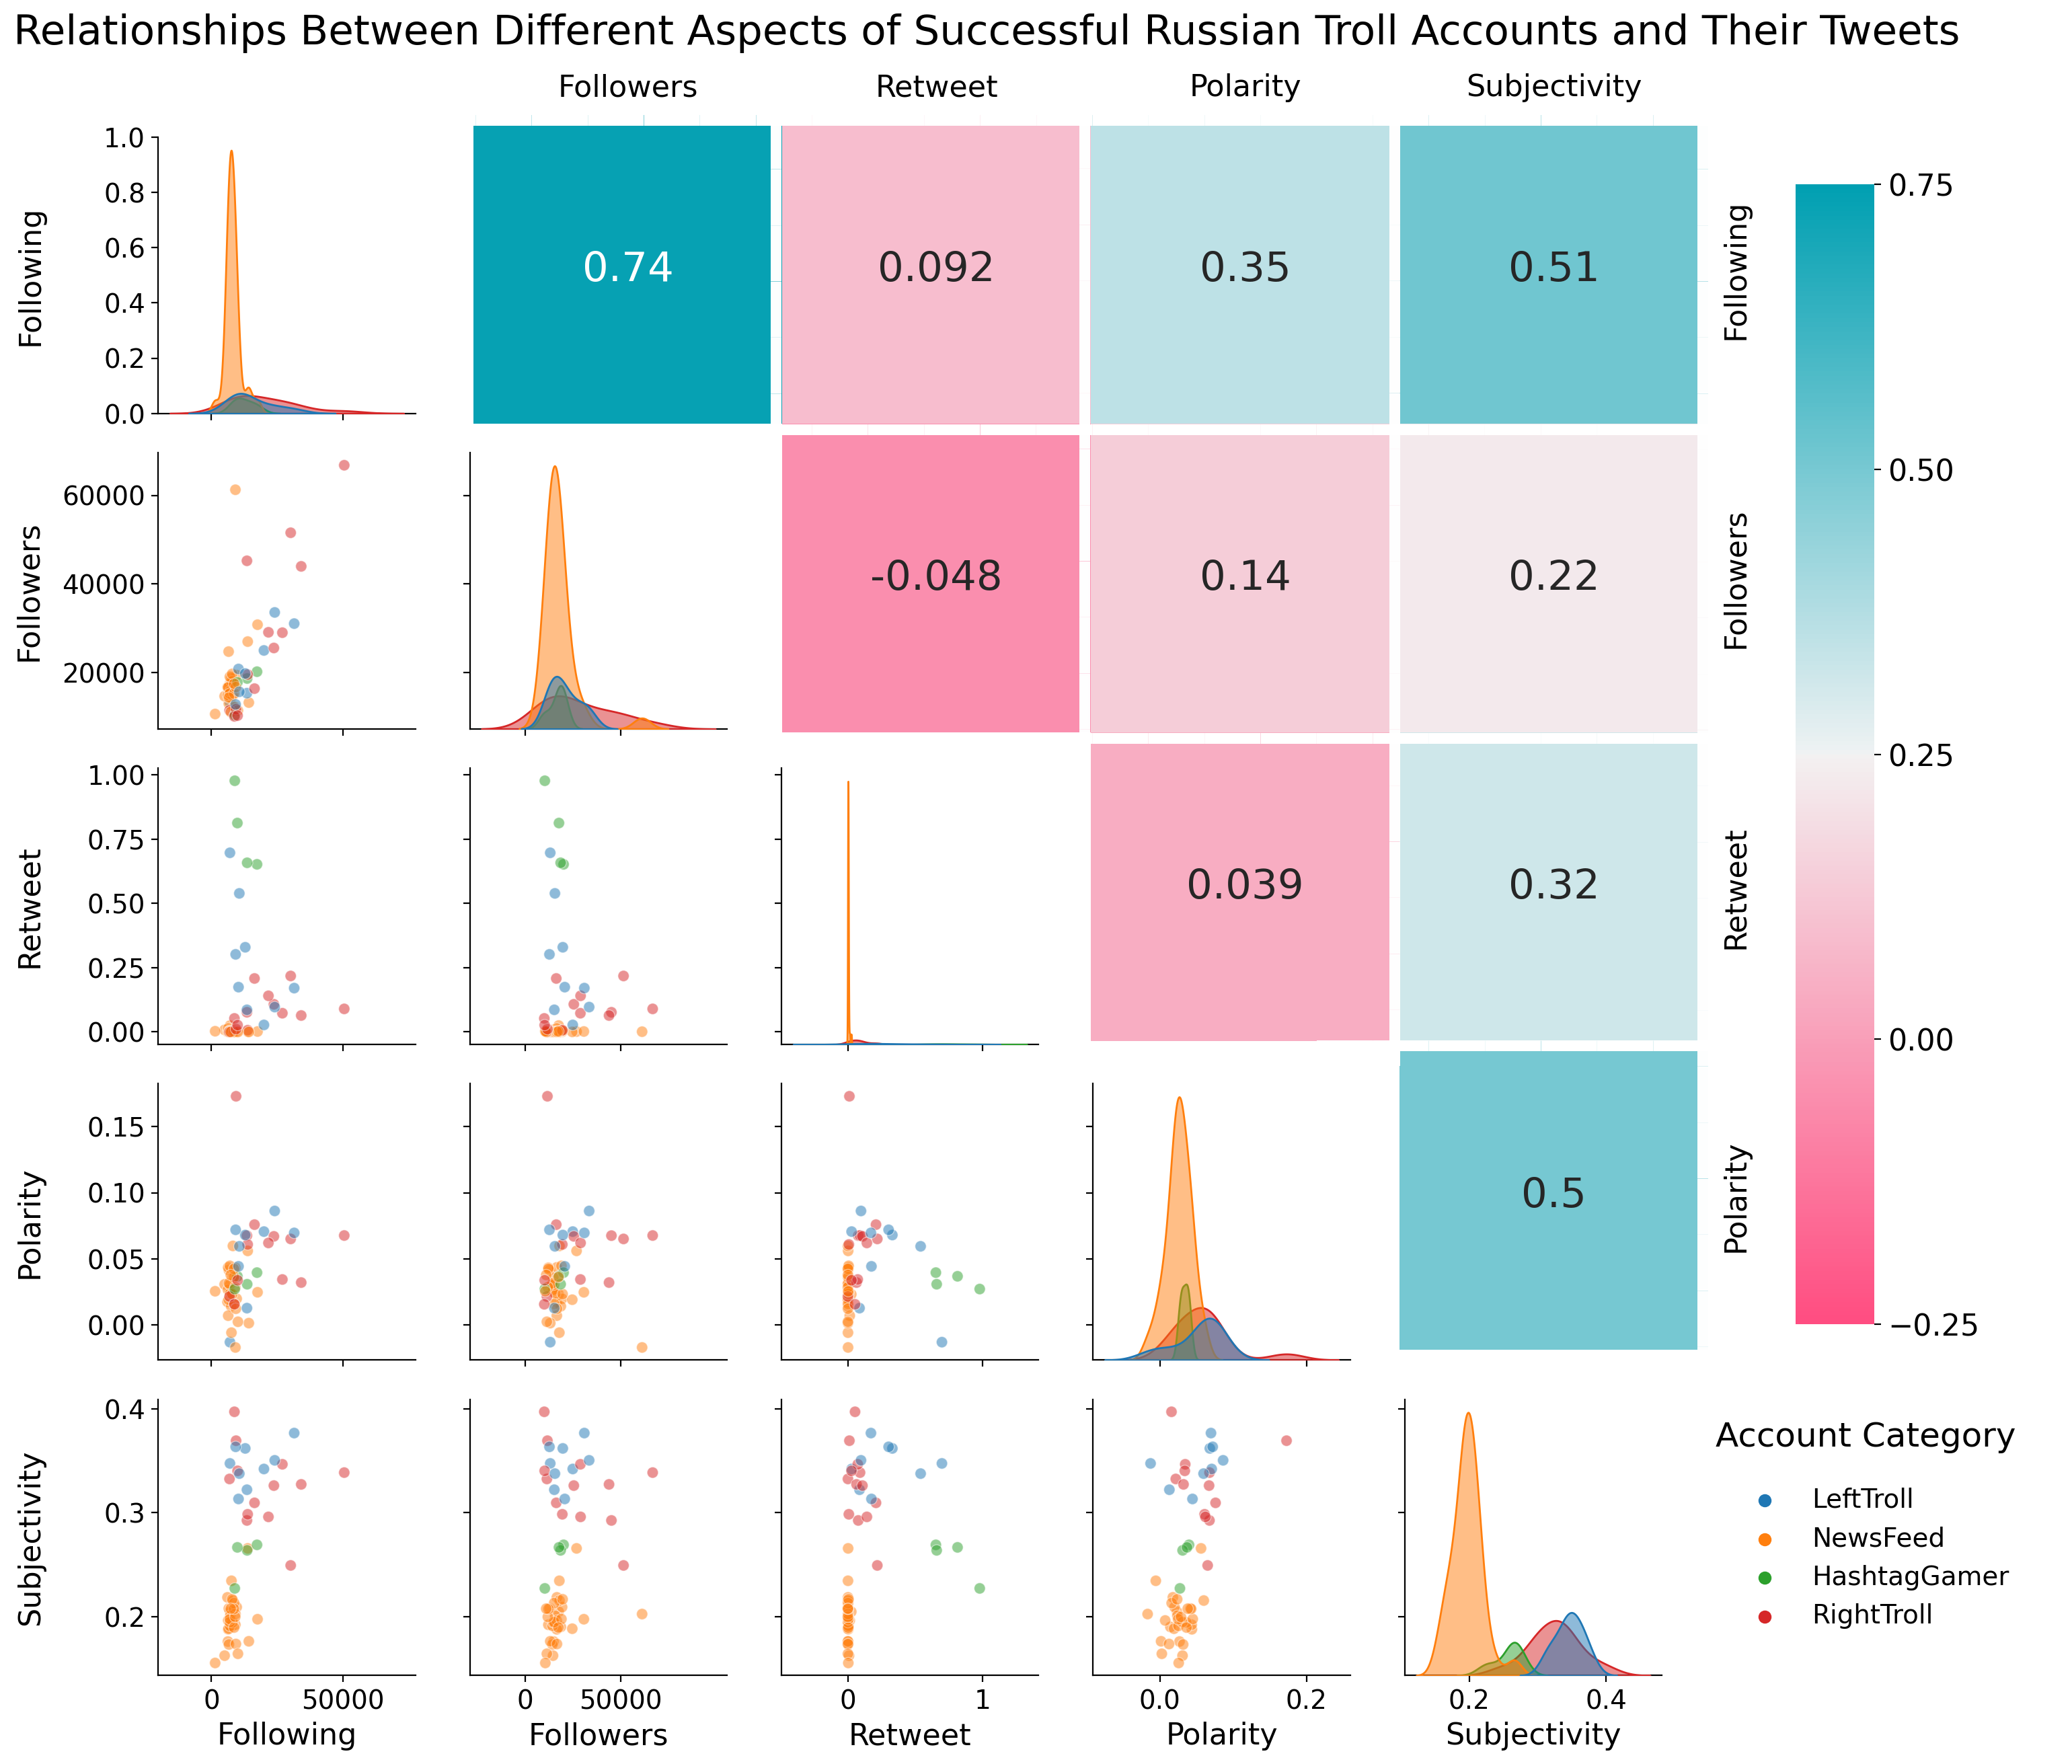 Relationships Between Different Aspects of Successful Russian Troll Accounts and Their Tweets
Followers Retweet Polarity Subjectivity
Following
1.0
0.8
0.6
0.4
0.2
0.0
0.74 0.092 0.35 0.51
Following
Followers
60000
40000
20000
-0.048 0.14 0.22
Followers
Retweet
1.00
0.75
0.50
0.25
0.00
0.039 0.32
Retweet
Polarity
0.15
0.10
0.05
0.00
0.5
Polarity
0.75
0.50
0.25
0.00
−0.25
Subjectivity
0.4
0.3
0.2
Account Category
LeftTroll
NewsFeed
HashtagGamer
RightTroll
0 50000 0 50000 0 1 0.0 0.2 0.2 0.4
Following Followers Retweet Polarity Subjectivity